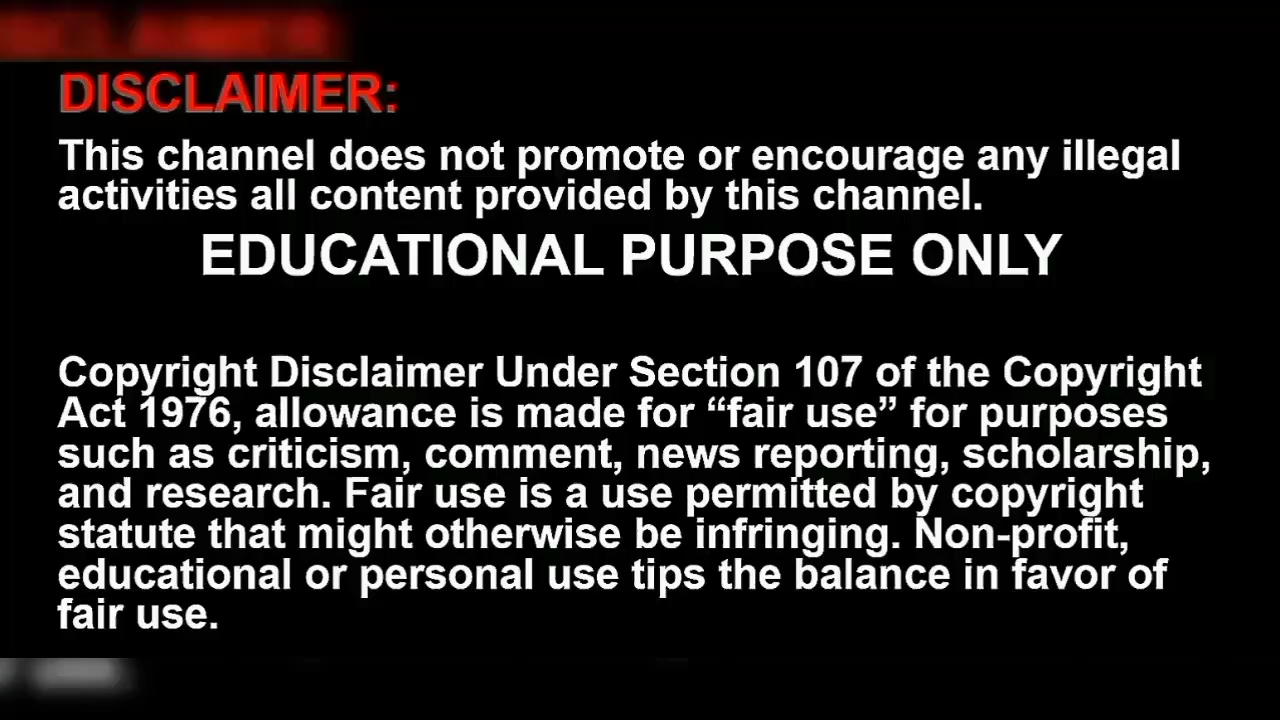 DISCLAIMER:
This channel does not promote or encourage any illegal
activities all content provided by this channel.
EDUCATIONAL PURPOSE ONLY
Copyright Disclaimer Under Section 107 of the Copyright
Act 1976, allowance is made for “fair use” for purposes
such as criticism, comment, news reporting, scholarship,
and research. Fair use is a use permitted by copyright
statute that might otherwise be infringing. Non-profit,
educational or personal use tips the balance in favor of
fair use.